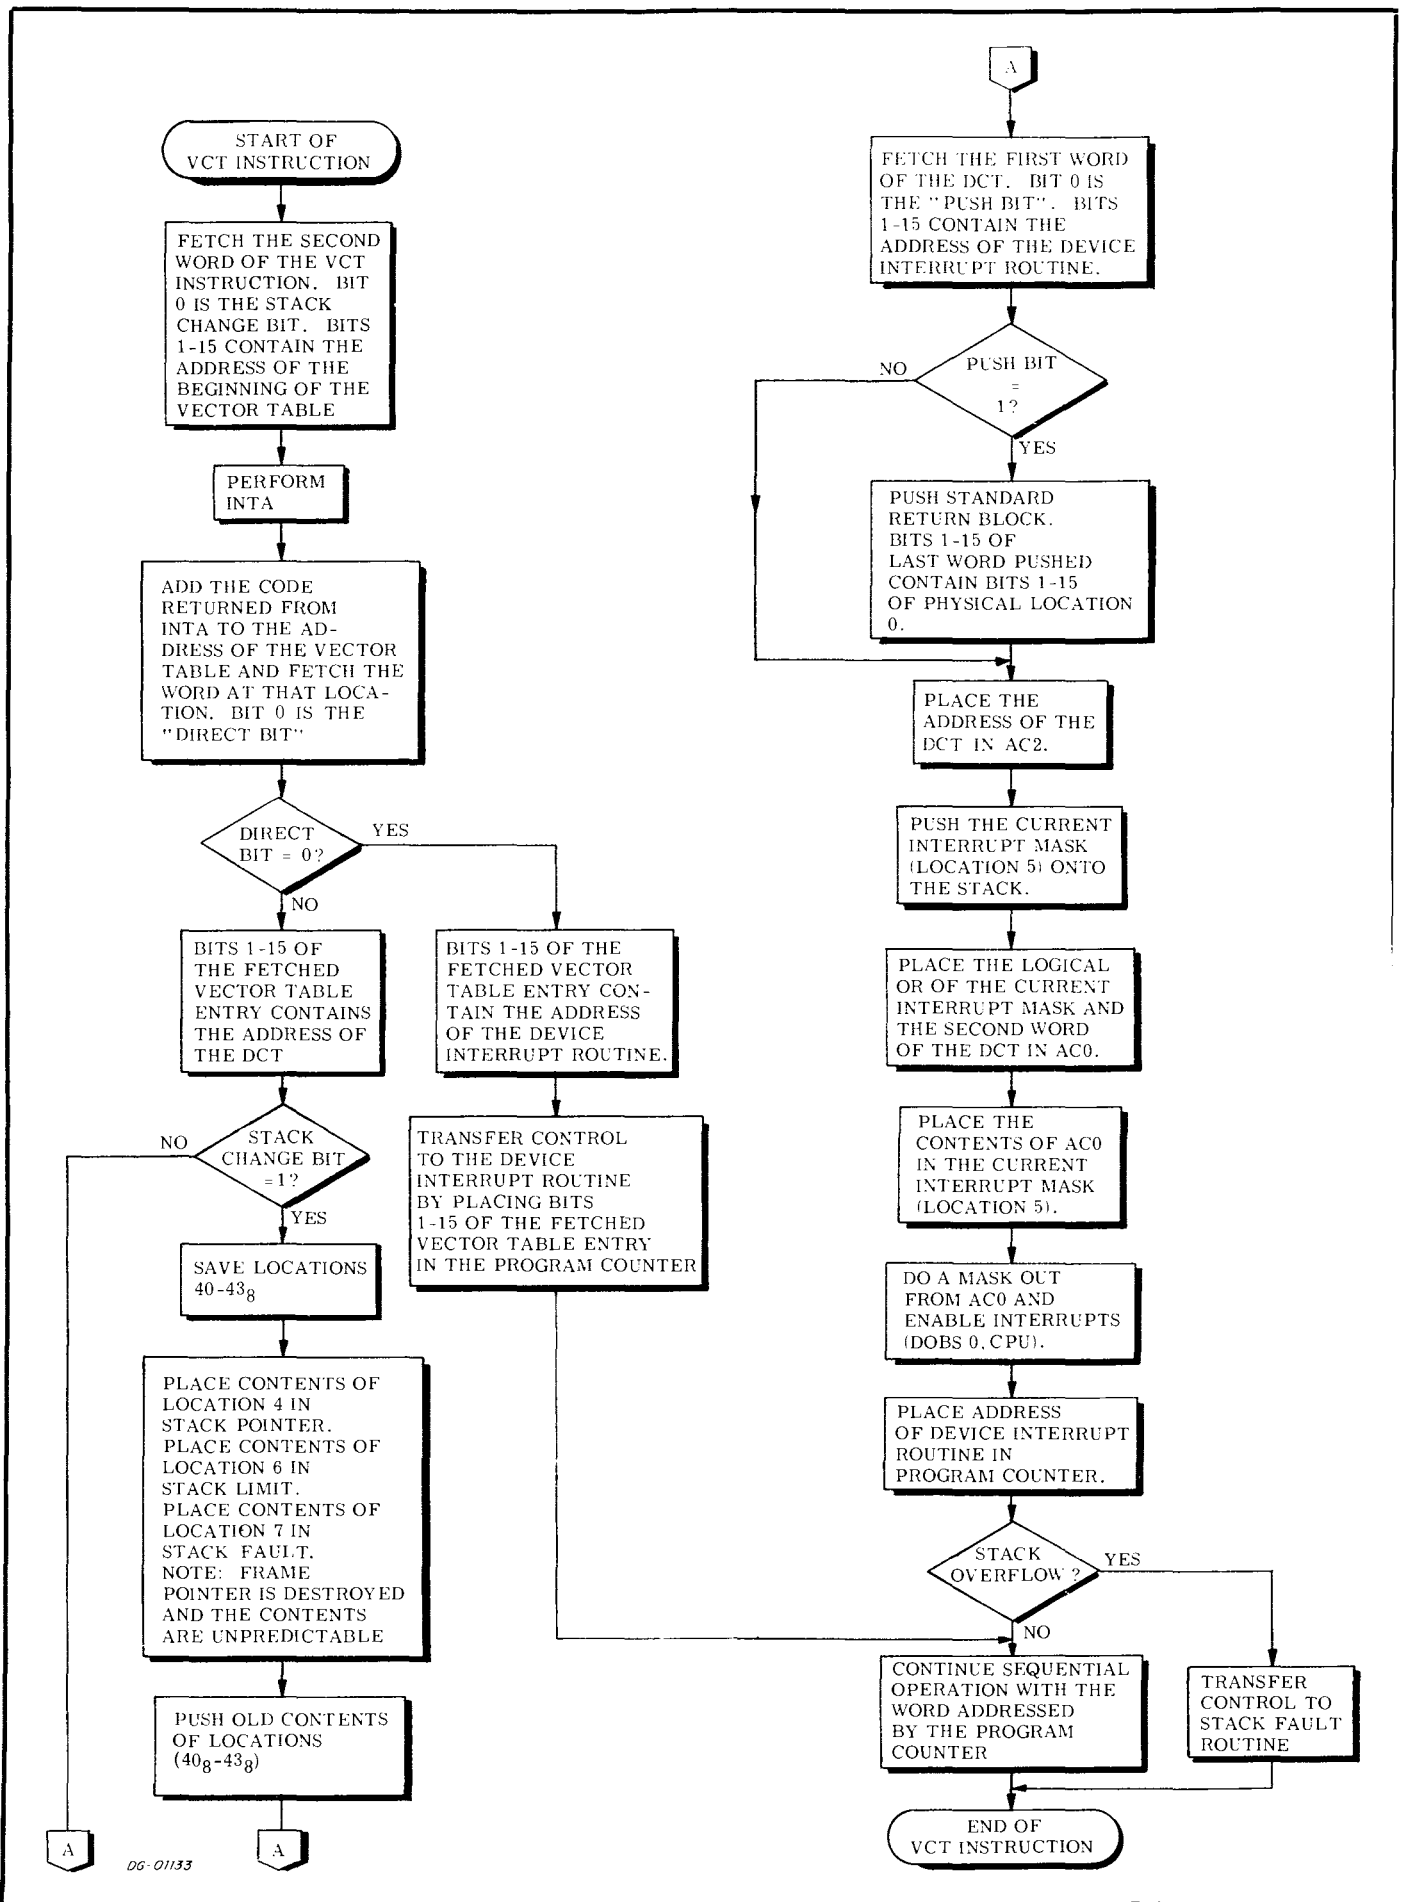 START OF
VCT INSTRUCTION
FETCH THE SECOND
WORD OF THE VCT
INSTRUCTION. BIT
0 IS THE STACK
CHANGE BIT. BITS
1-15 CONTAIN THE
ADDRESS OF THE
BEGINNING OF THE
VECTOR TABLE
PERFORM
INTA
ADD THE CODE
RETURNED FROM
INTA TO THE AD-
DRESS OF THE VECTOR
TABLE AND FETCH THE
WORD AT THAT LOCA-
TION. BIT 0 IS THE
"DIRECT BIT"
DIRECT
BIT = 0?
YES
NO
BITS 1-15 OF
THE FETCHED
VECTOR TABLE
ENTRY CONTAINS
THE ADDRESS OF
THE DCT
BITS 1-15 OF THE
FETCHED VECTOR
TABLE ENTRY CON-
TAIN THE ADDRESS
OF THE DEVICE
INTERRUPT ROUTINE.
STACK
CHANGE BIT
=1?
NO
YES
TRANSFER CONTROL
TO THE DEVICE
INTERRUPT ROUTINE
BY PLACING BITS
1-15 OF THE FETCHED
VECTOR TABLE ENTRY
IN THE PROGRAM COUNTER
SAVE LOCATIONS
40-43₈
PLACE CONTENTS OF
LOCATION 4 IN
STACK POINTER.
PLACE CONTENTS OF
LOCATION 6 IN
STACK LIMIT.
PLACE CONTENTS OF
LOCATION 7 IN
STACK FAULT.
NOTE: FRAME
POINTER IS DESTROYED
AND THE CONTENTS
ARE UNPREDICTABLE
PUSH OLD CONTENTS
OF LOCATIONS
(40₈-43₈)
A
A
DG-01133
A
FETCH THE FIRST WORD
OF THE DCT. BIT 0 IS
THE "PUSH BIT". BITS
1-15 CONTAIN THE
ADDRESS OF THE DEVICE
INTERRUPT ROUTINE.
PUSH BIT
=
1?
NO
YES
PUSH STANDARD
RETURN BLOCK.
BITS 1-15 OF
LAST WORD PUSHED
CONTAIN BITS 1-15
OF PHYSICAL LOCATION
0.
PLACE THE
ADDRESS OF THE
DCT IN AC2.
PUSH THE CURRENT
INTERRUPT MASK
(LOCATION 5) ONTO
THE STACK.
PLACE THE LOGICAL
OR OF THE CURRENT
INTERRUPT MASK AND
THE SECOND WORD
OF THE DCT IN AC0.
PLACE THE
CONTENTS OF AC0
IN THE CURRENT
INTERRUPT MASK
(LOCATION 5).
DO A MASK OUT
FROM AC0 AND
ENABLE INTERRUPTS
(DOBS 0, CPU).
PLACE ADDRESS
OF DEVICE INTERRUPT
ROUTINE IN
PROGRAM COUNTER.
STACK
OVERFLOW ?
YES
NO
CONTINUE SEQUENTIAL
OPERATION WITH THE
WORD ADDRESSED
BY THE PROGRAM
COUNTER
TRANSFER
CONTROL TO
STACK FAULT
ROUTINE
END OF
VCT INSTRUCTION